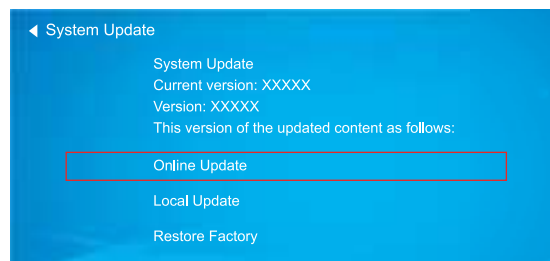 System Update
System Update
Current version: XXXXX
Version: XXXXX
This version of the updated content as follows:
Online Update
Local Update
Restore Factory